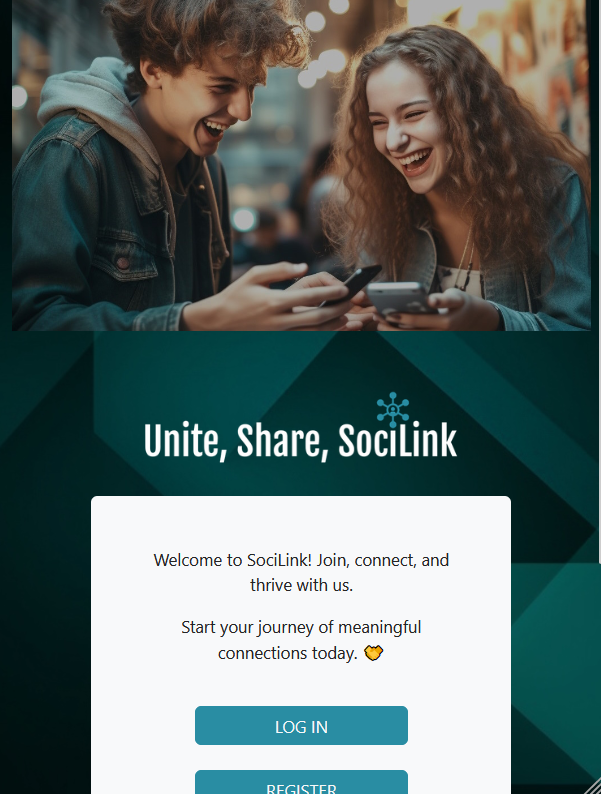 Unite, Share, SociLink
Welcome to SociLink! Join, connect, and
thrive with us.
Start your journey of meaningful
connections today. 🤝
LOG IN
REGISTER